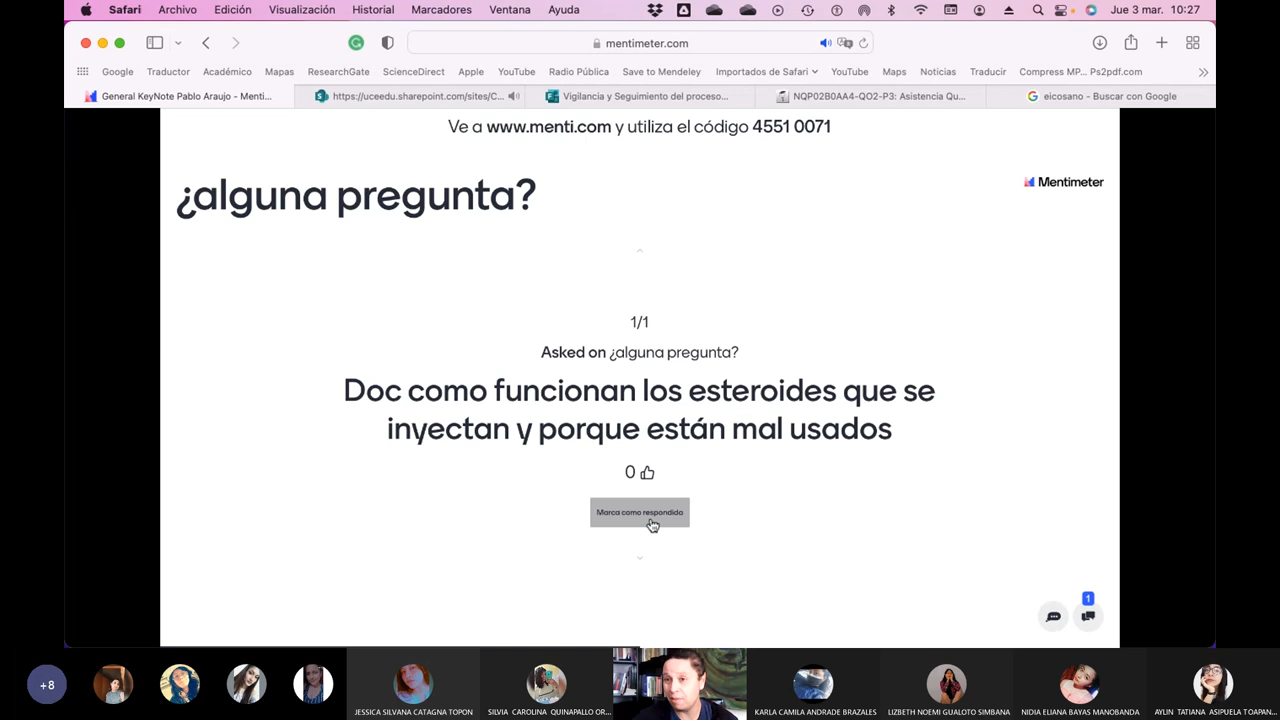 Safari Archivo Edición Visualización Historial Marcadores Ventana Ayuda Jue 3 mar. 10:27
mentimeter.com
Google Traductor Académico Mapas ResearchGate ScienceDirect Apple YouTube Radio Pública Save to Mendeley Importados de Safari YouTube Maps Noticias Traducir Compress MP... Ps2pdf.com
General KeyNote Pablo Araujo - Menti... https://uceedu.sharepoint.com/sites/C... Vigilancia y Seguimiento del proceso... NQP02B0AA4-QO2-P3: Asistencia Qu... eicosano - Buscar con Google
Ve a www.menti.com y utiliza el código 4551 0071
¿alguna pregunta?
Mentimeter
1/1
Asked on ¿alguna pregunta?
Doc como funcionan los esteroides que se
inyectan y porque están mal usados
0
Marca como respondida
1
+8
JESSICA SILVANA CATAGNA TOPON
SILVIA CAROLINA QUINAPALLO OR...
KARLA CAMILA ANDRADE BRAZALES
LIZBETH NOEMI GUALOTO SIMBANA
NIDIA ELIANA BAYAS MANOBANDA
AYLIN TATIANA ASIPUELA TOAPAN...